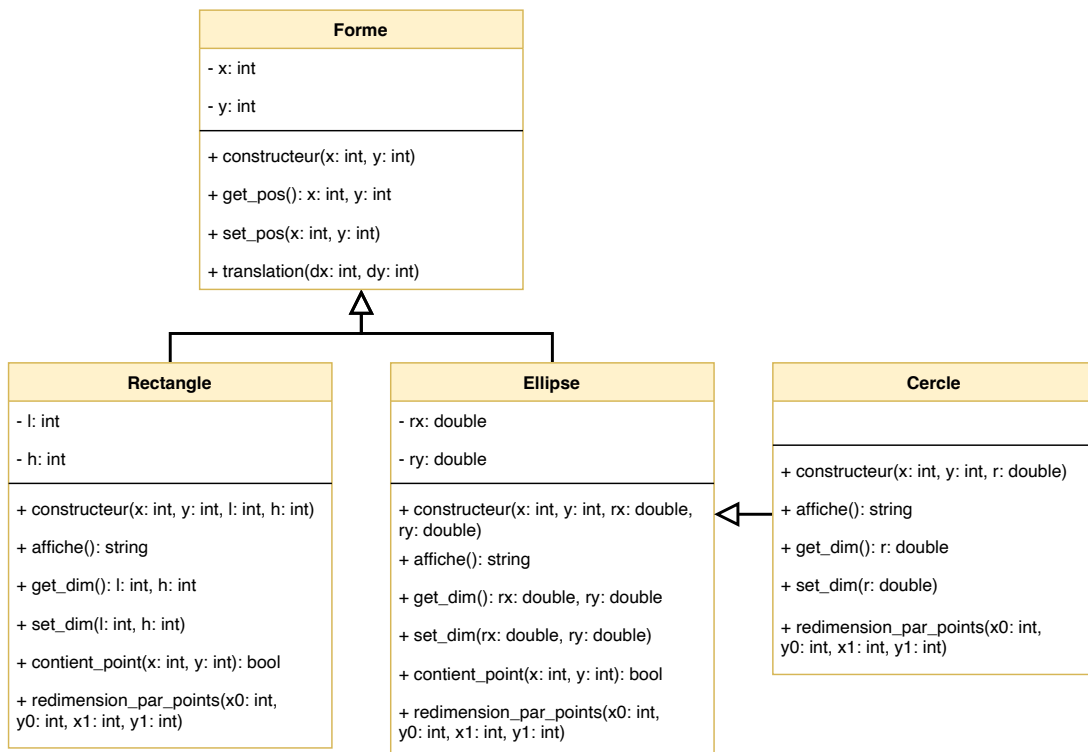 Forme
- x: int
- y: int
+ constructeur(x: int, y: int)
+ get_pos(): x: int, y: int
+ set_pos(x: int, y: int)
+ translation(dx: int, dy: int)
Rectangle
- l: int
- h: int
+ constructeur(x: int, y: int, l: int, h: int)
+ affiche(): string
+ get_dim(): l: int, h: int
+ set_dim(l: int, h: int)
+ contient_point(x: int, y: int): bool
+ redimension_par_points(x0: int,
y0: int, x1: int, y1: int)
Ellipse
- rx: double
- ry: double
+ constructeur(x: int, y: int, rx: double,
ry: double)
+ affiche(): string
+ get_dim(): rx: double, ry: double
+ set_dim(rx: double, ry: double)
+ contient_point(x: int, y: int): bool
+ redimension_par_points(x0: int,
y0: int, x1: int, y1: int)
Cercle
+ constructeur(x: int, y: int, r: double)
+ affiche(): string
+ get_dim(): r: double
+ set_dim(r: double)
+ redimension_par_points(x0: int,
y0: int, x1: int, y1: int)